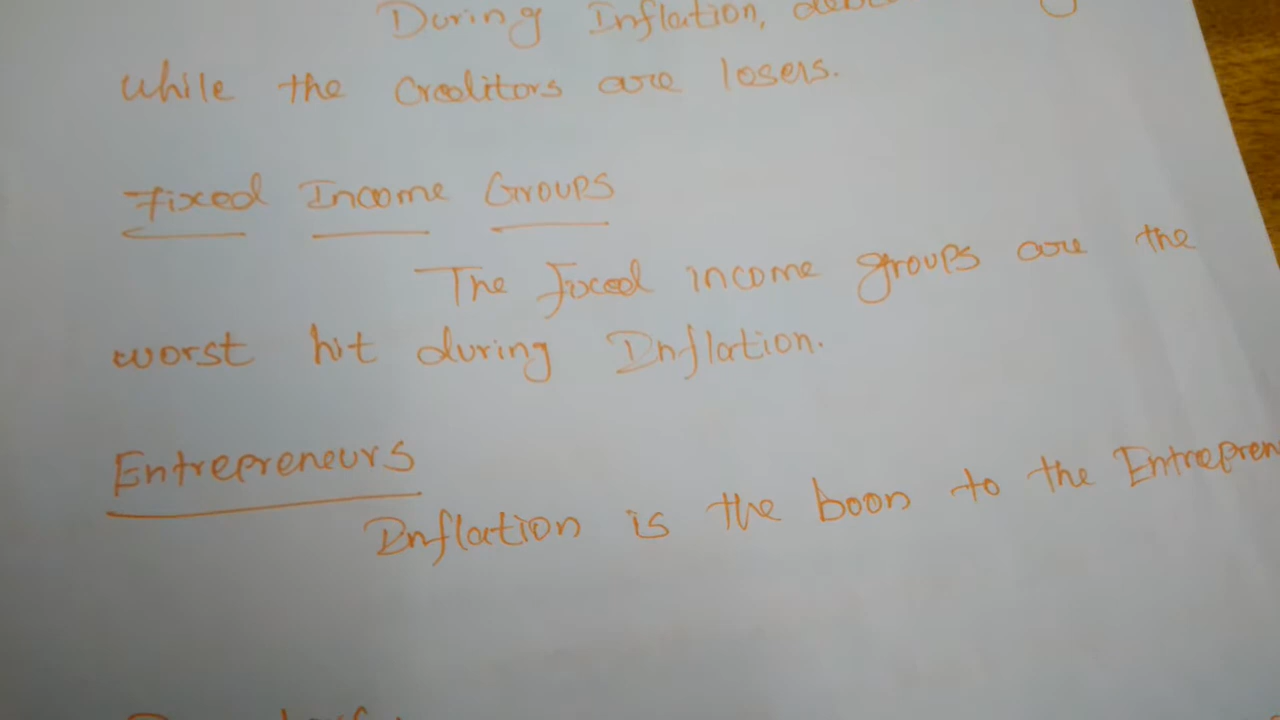 During Inflation,
while the Creditors are losers.
Fixed Income Groups
The fixed income groups are the
worst hit during Inflation.
Entrepreneurs
Inflation is the boon to the Entrepren